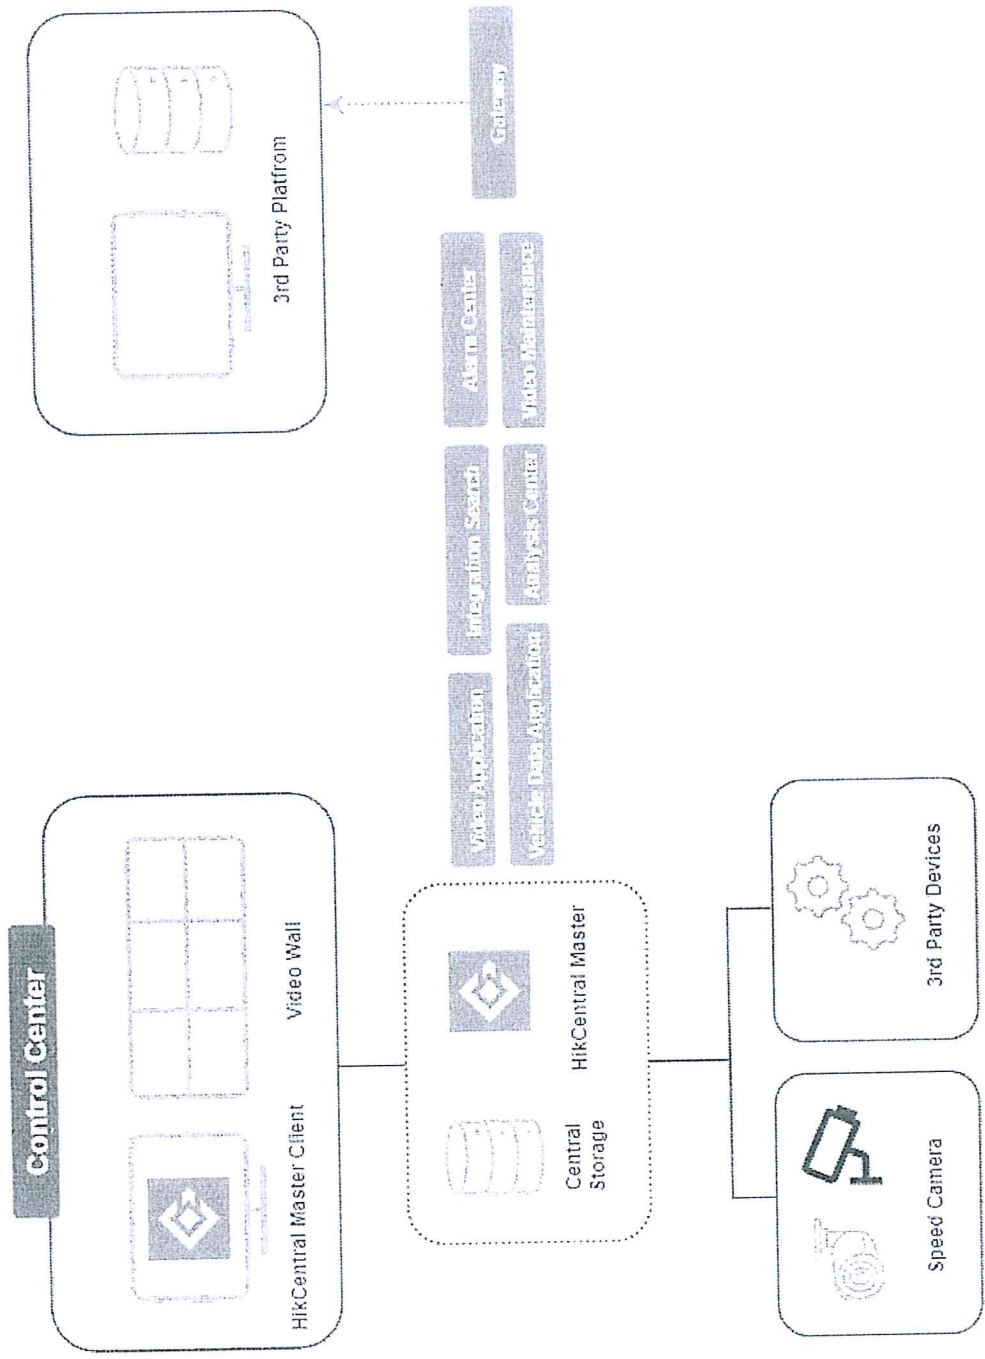 Control Center
HikCentral Master Client
Video Wall
3rd Party Platfrom
Central
Storage
HikCentral Master
Video Application
Integration Search
Alarm Center
Gateway
Vehicle Data Application
Analysis Center
Video Maintenance
Speed Camera
3rd Party Devices